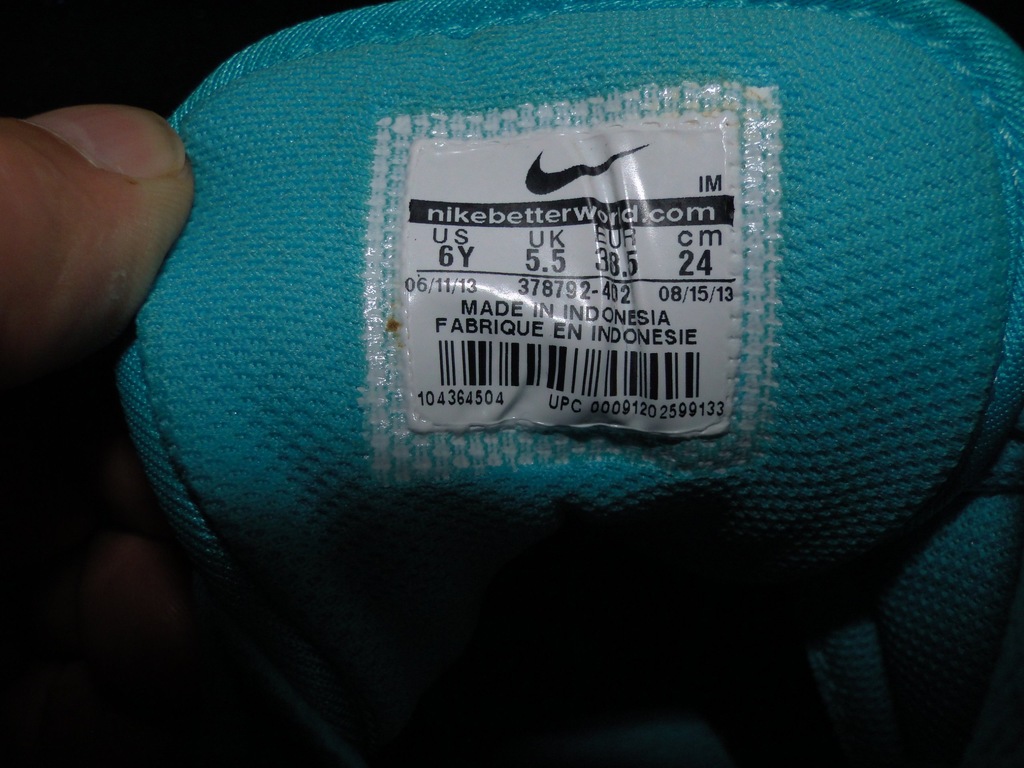 IM
nikebetterworld.com
US UK EUR cm
6Y 5.5 38.5 24
06/11/13 378792-402 08/15/13
MADE IN INDONESIA
FABRIQUE EN INDONESIE
104364504 UPC 00091202599133